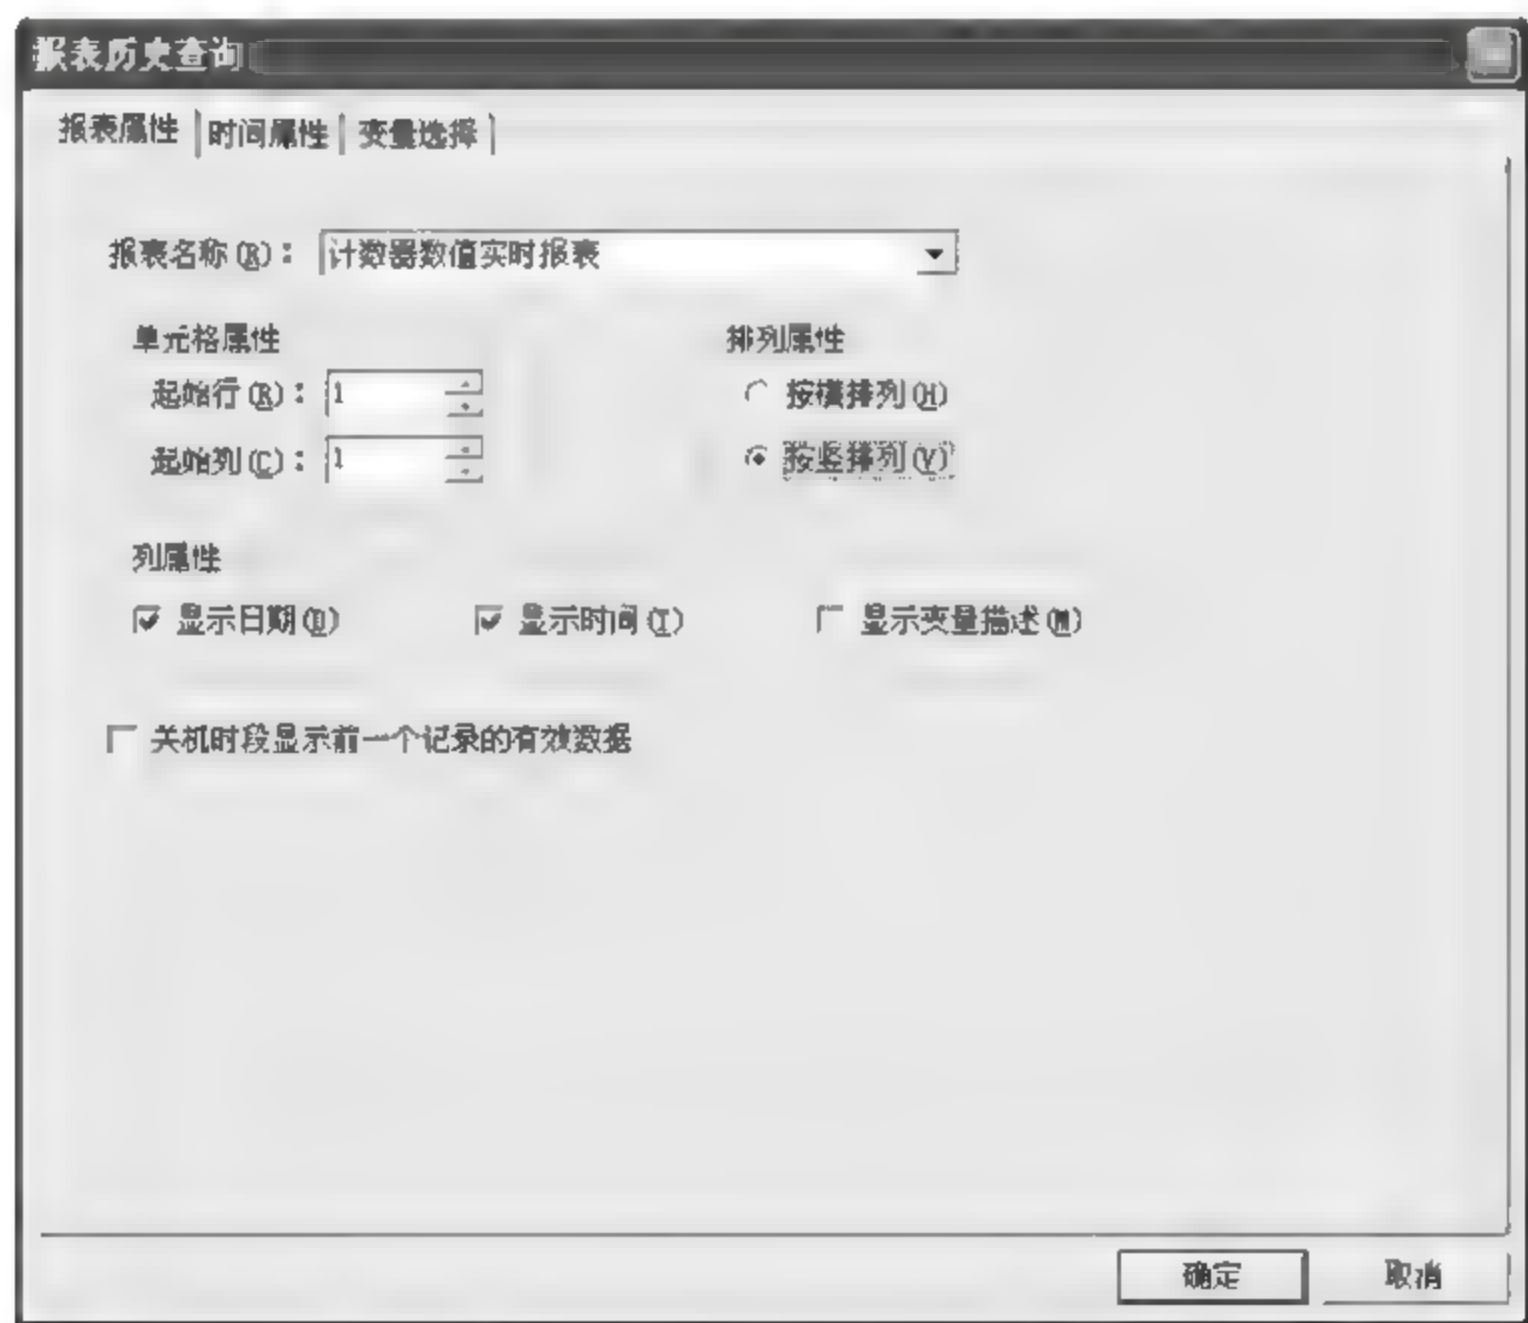 报表历史查询
报表属性 时间属性 变量选择
报表名称(R): 计数器数值实时报表
单元格属性 排列属性
起始行(R): 1 按横排列(H)
起始列(C): 1 按竖排列(V)
列属性
显示日期(D) 显示时间(T) 显示变量描述(M)
关机时段显示前一个记录的有效数据
确定 取消